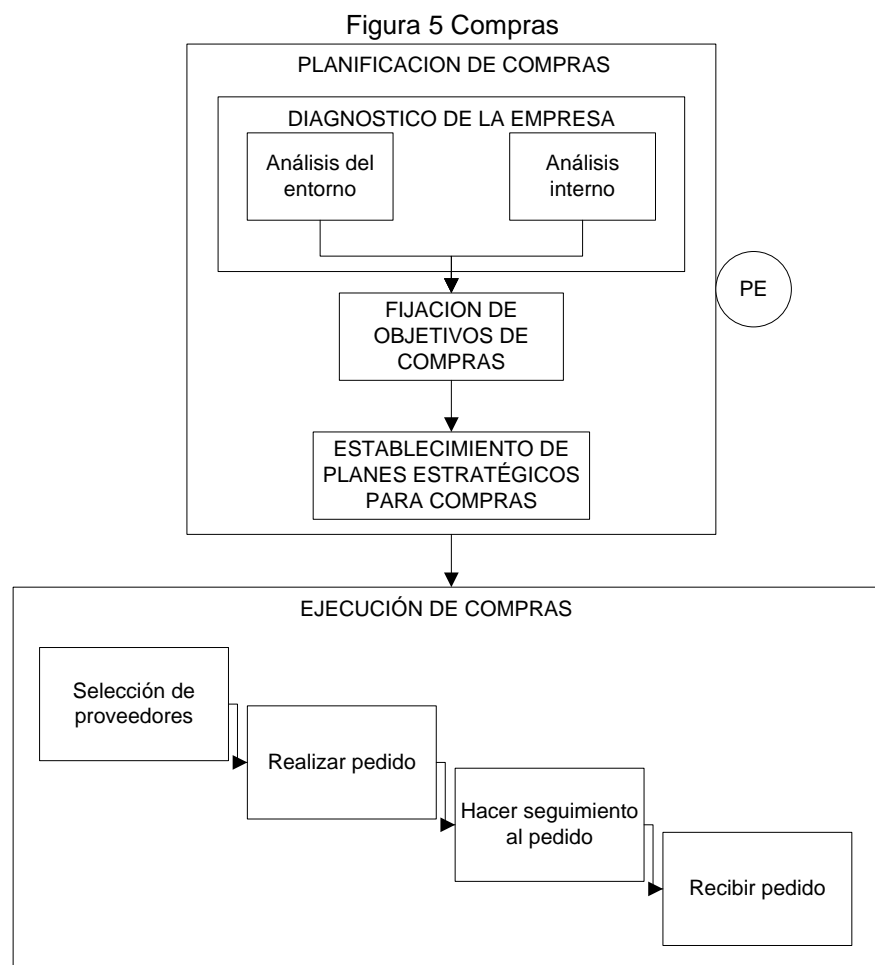 Figura 5 Compras
PLANIFICACION DE COMPRAS
DIAGNOSTICO DE LA EMPRESA
Análisis del
entorno
Análisis
interno
PE
FIJACION DE
OBJETIVOS DE
COMPRAS
ESTABLECIMIENTO DE
PLANES ESTRATÉGICOS
PARA COMPRAS
EJECUCIÓN DE COMPRAS
Selección de
proveedores
Realizar pedido
Hacer seguimiento
al pedido
Recibir pedido